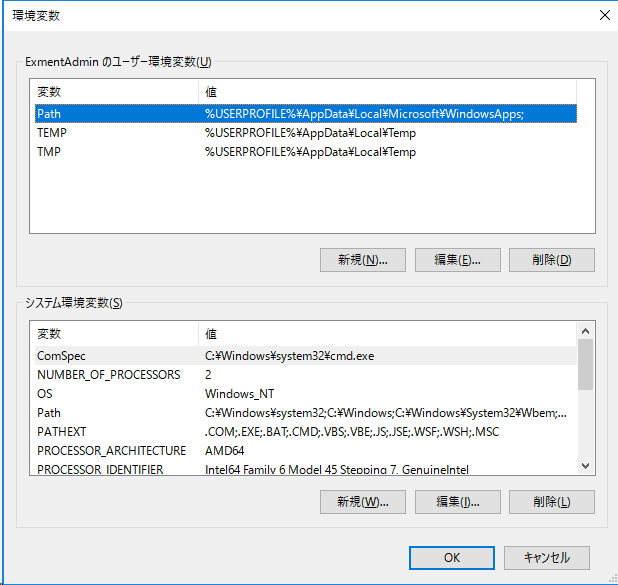 環境変数
ExmentAdmin のユーザー環境変数(U)
変数 値
Path %USERPROFILE%¥AppData¥Local¥Microsoft¥WindowsApps;
TEMP %USERPROFILE%¥AppData¥Local¥Temp
TMP %USERPROFILE%¥AppData¥Local¥Temp
新規(N)... 編集(E)... 削除(D)
システム環境変数(S)
変数 値
ComSpec C:¥Windows¥system32¥cmd.exe
NUMBER_OF_PROCESSORS 2
OS Windows_NT
Path C:¥Windows¥system32;C:¥Windows;C:¥Windows¥System32¥Wbem;...
PATHEXT .COM;.EXE;.BAT;.CMD;.VBS;.VBE;.JS;.JSE;.WSF;.WSH;.MSC
PROCESSOR_ARCHITECTURE AMD64
PROCESSOR_IDENTIFIER Intel64 Family 6 Model 45 Stepping 7, GenuineIntel
新規(W)... 編集(I)... 削除(L)
OK キャンセル